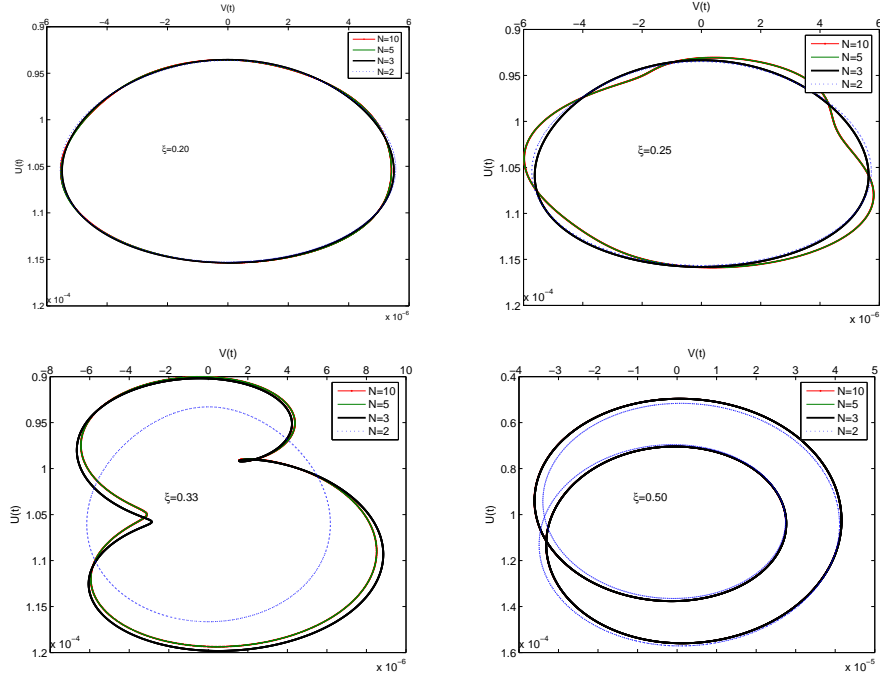 V(t)
−6 −4 −2 0 2 4 6
0.9
0.95
1
1.05
1.1
1.15
1.2
U(t)
N=10
N=5
N=3
N=2
ξ=0.20
x 10⁻⁴
x 10⁻⁶
V(t)
−6 −4 −2 0 2 4 6
0.9
0.95
1
1.05
1.1
1.15
1.2
U(t)
N=10
N=5
N=3
N=2
ξ=0.25
x 10⁻⁴
x 10⁻⁶
V(t)
−8 −6 −4 −2 0 2 4 6 8 10
0.9
0.95
1
1.05
1.1
1.15
1.2
U(t)
N=10
N=5
N=3
N=2
ξ=0.33
x 10⁻⁴
x 10⁻⁶
V(t)
−4 −3 −2 −1 0 1 2 3 4 5
0.4
0.6
0.8
1
1.2
1.4
1.6
U(t)
N=10
N=5
N=3
N=2
ξ=0.50
x 10⁻⁴
x 10⁻⁵